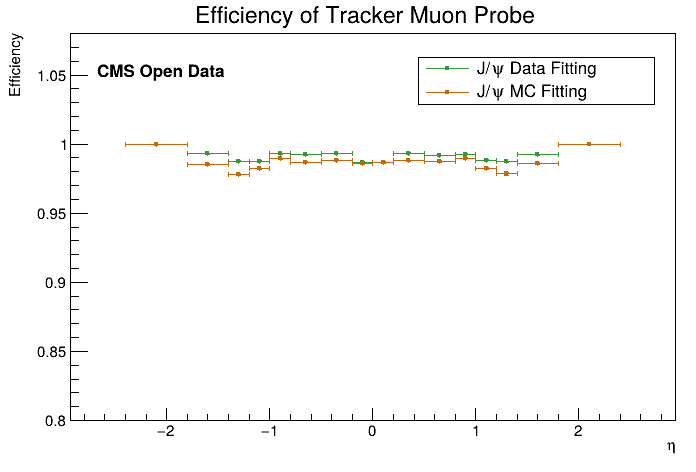 Efficiency of Tracker Muon Probe
Efficiency
CMS Open Data
J/ψ Data Fitting
J/ψ MC Fitting
1.05
1
0.95
0.9
0.85
0.8
−2 −1 0 1 2
η